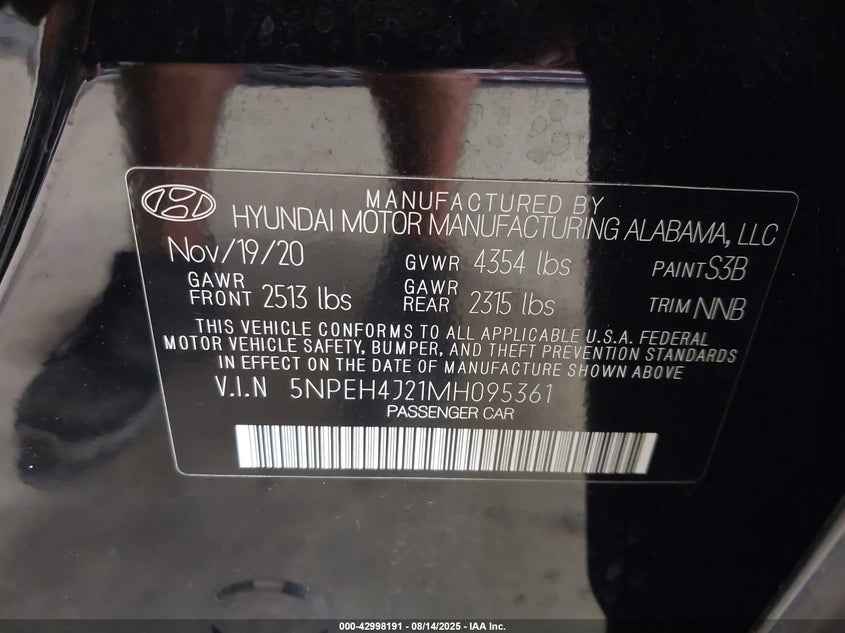 MANUFACTURED BY
HYUNDAI MOTOR MANUFACTURING ALABAMA, LLC
Nov/19/20 GVWR 4354 lbs PAINT S3B
GAWR FRONT 2513 lbs GAWR REAR 2315 lbs TRIM NNB
THIS VEHICLE CONFORMS TO ALL APPLICABLE U.S.A. FEDERAL
MOTOR VEHICLE SAFETY, BUMPER, AND THEFT PREVENTION STANDARDS
IN EFFECT ON THE DATE OF MANUFACTURE SHOWN ABOVE
V.I.N 5NPEH4J21MH095361
PASSENGER CAR
000-42998191 - 08/14/2025 - IAA Inc.